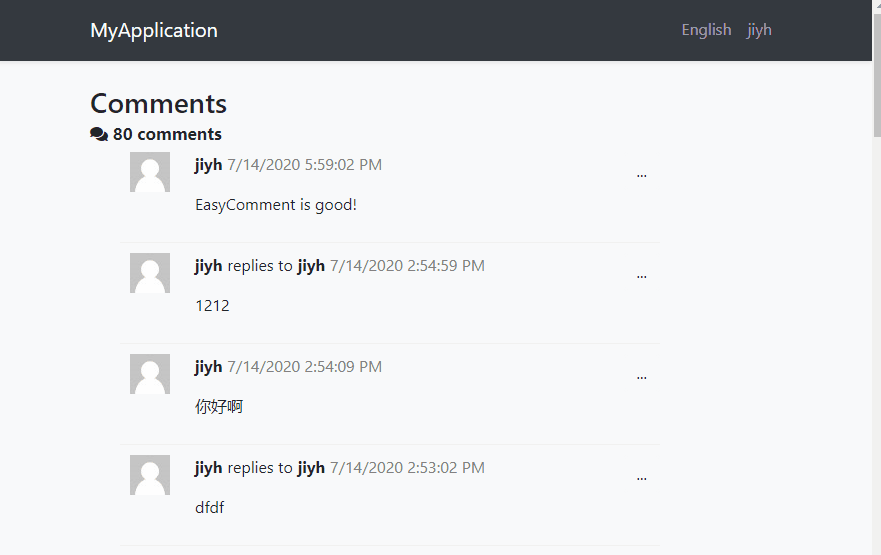 MyApplication English jiyh
Comments
80 comments
jiyh 7/14/2020 5:59:02 PM
...
EasyComment is good!
jiyh replies to jiyh 7/14/2020 2:54:59 PM
...
1212
jiyh 7/14/2020 2:54:09 PM
...
你好啊
jiyh replies to jiyh 7/14/2020 2:53:02 PM
...
dfdf